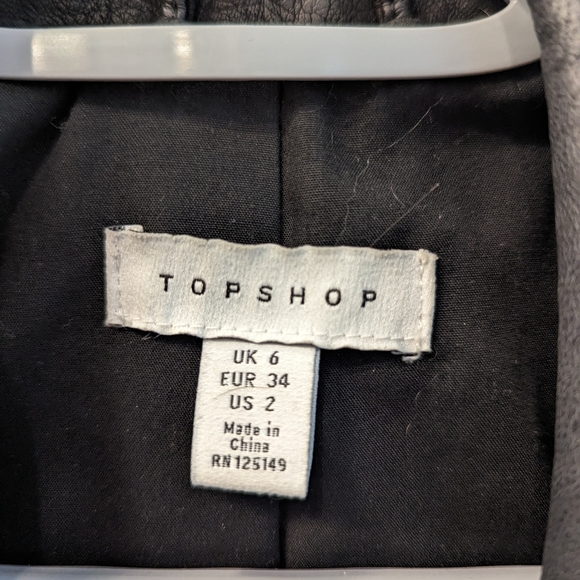 TOPSHOP
UK 6
EUR 34
US 2
Made in
China
RN 125149